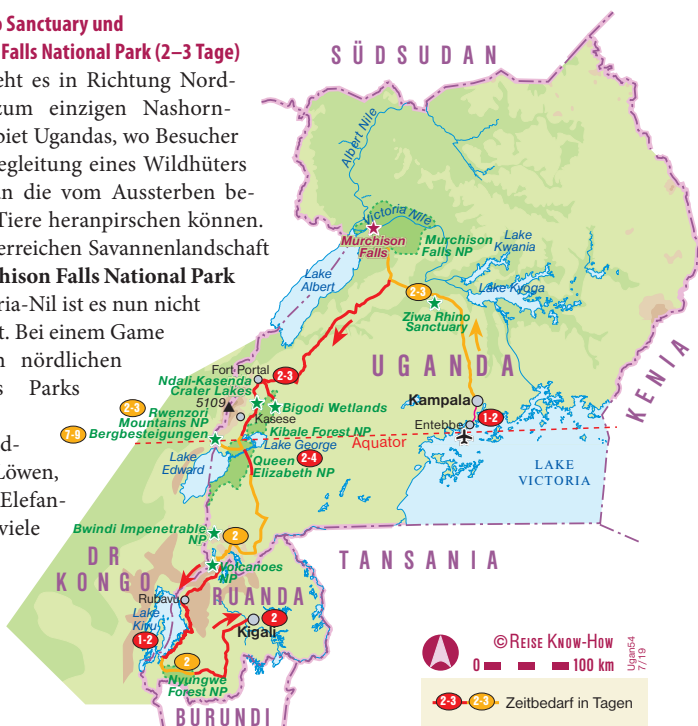 o Sanctuary und
Falls National Park (2–3 Tage)
eht es in Richtung Nord-
zum einzigen Nashorn-
biet Ugandas, wo Besucher
egleitung eines Wildhüters
n die vom Aussterben be-
Tiere heranpirschen können.
erreichen Savannenlandschaft
chison Falls National Park
ria-Nil ist es nun nicht
t. Bei einem Game
n nördlichen
s Parks
d-
Löwen,
Elefan-
viele
SÜDSUDAN
Albert Nile
Victoria Nile
Murchison
Falls
Murchison
Falls NP
Lake
Kwania
Lake
Albert
Lake Kyoga
2-3
Ziwa Rhino
Sanctuary
UGANDA
KENIA
Fort Portal
2-3
Ndali-Kasenda
Crater Lakes
5109
Kasese
Bigodi Wetlands
Kibale Forest NP
2-3
Rwenzori
Mountains NP
7-9
Bergbesteigungen
Kampala
1-2
Entebbe
Äquator
Lake George
Lake
Edward
Queen
Elizabeth NP
2-4
LAKE
VICTORIA
Bwindi Impenetrable
NP
2
DR
KONGO
TANSANIA
Volcanoes
NP
Rubavu
RUANDA
Lake
Kivu
1-2
Kigali
2
2
Nyungwe
Forest NP
BURUNDI
© REISE KNOW-HOW
0
100 km
Ugan54
7/19
2-3
2-3
Zeitbedarf in Tagen